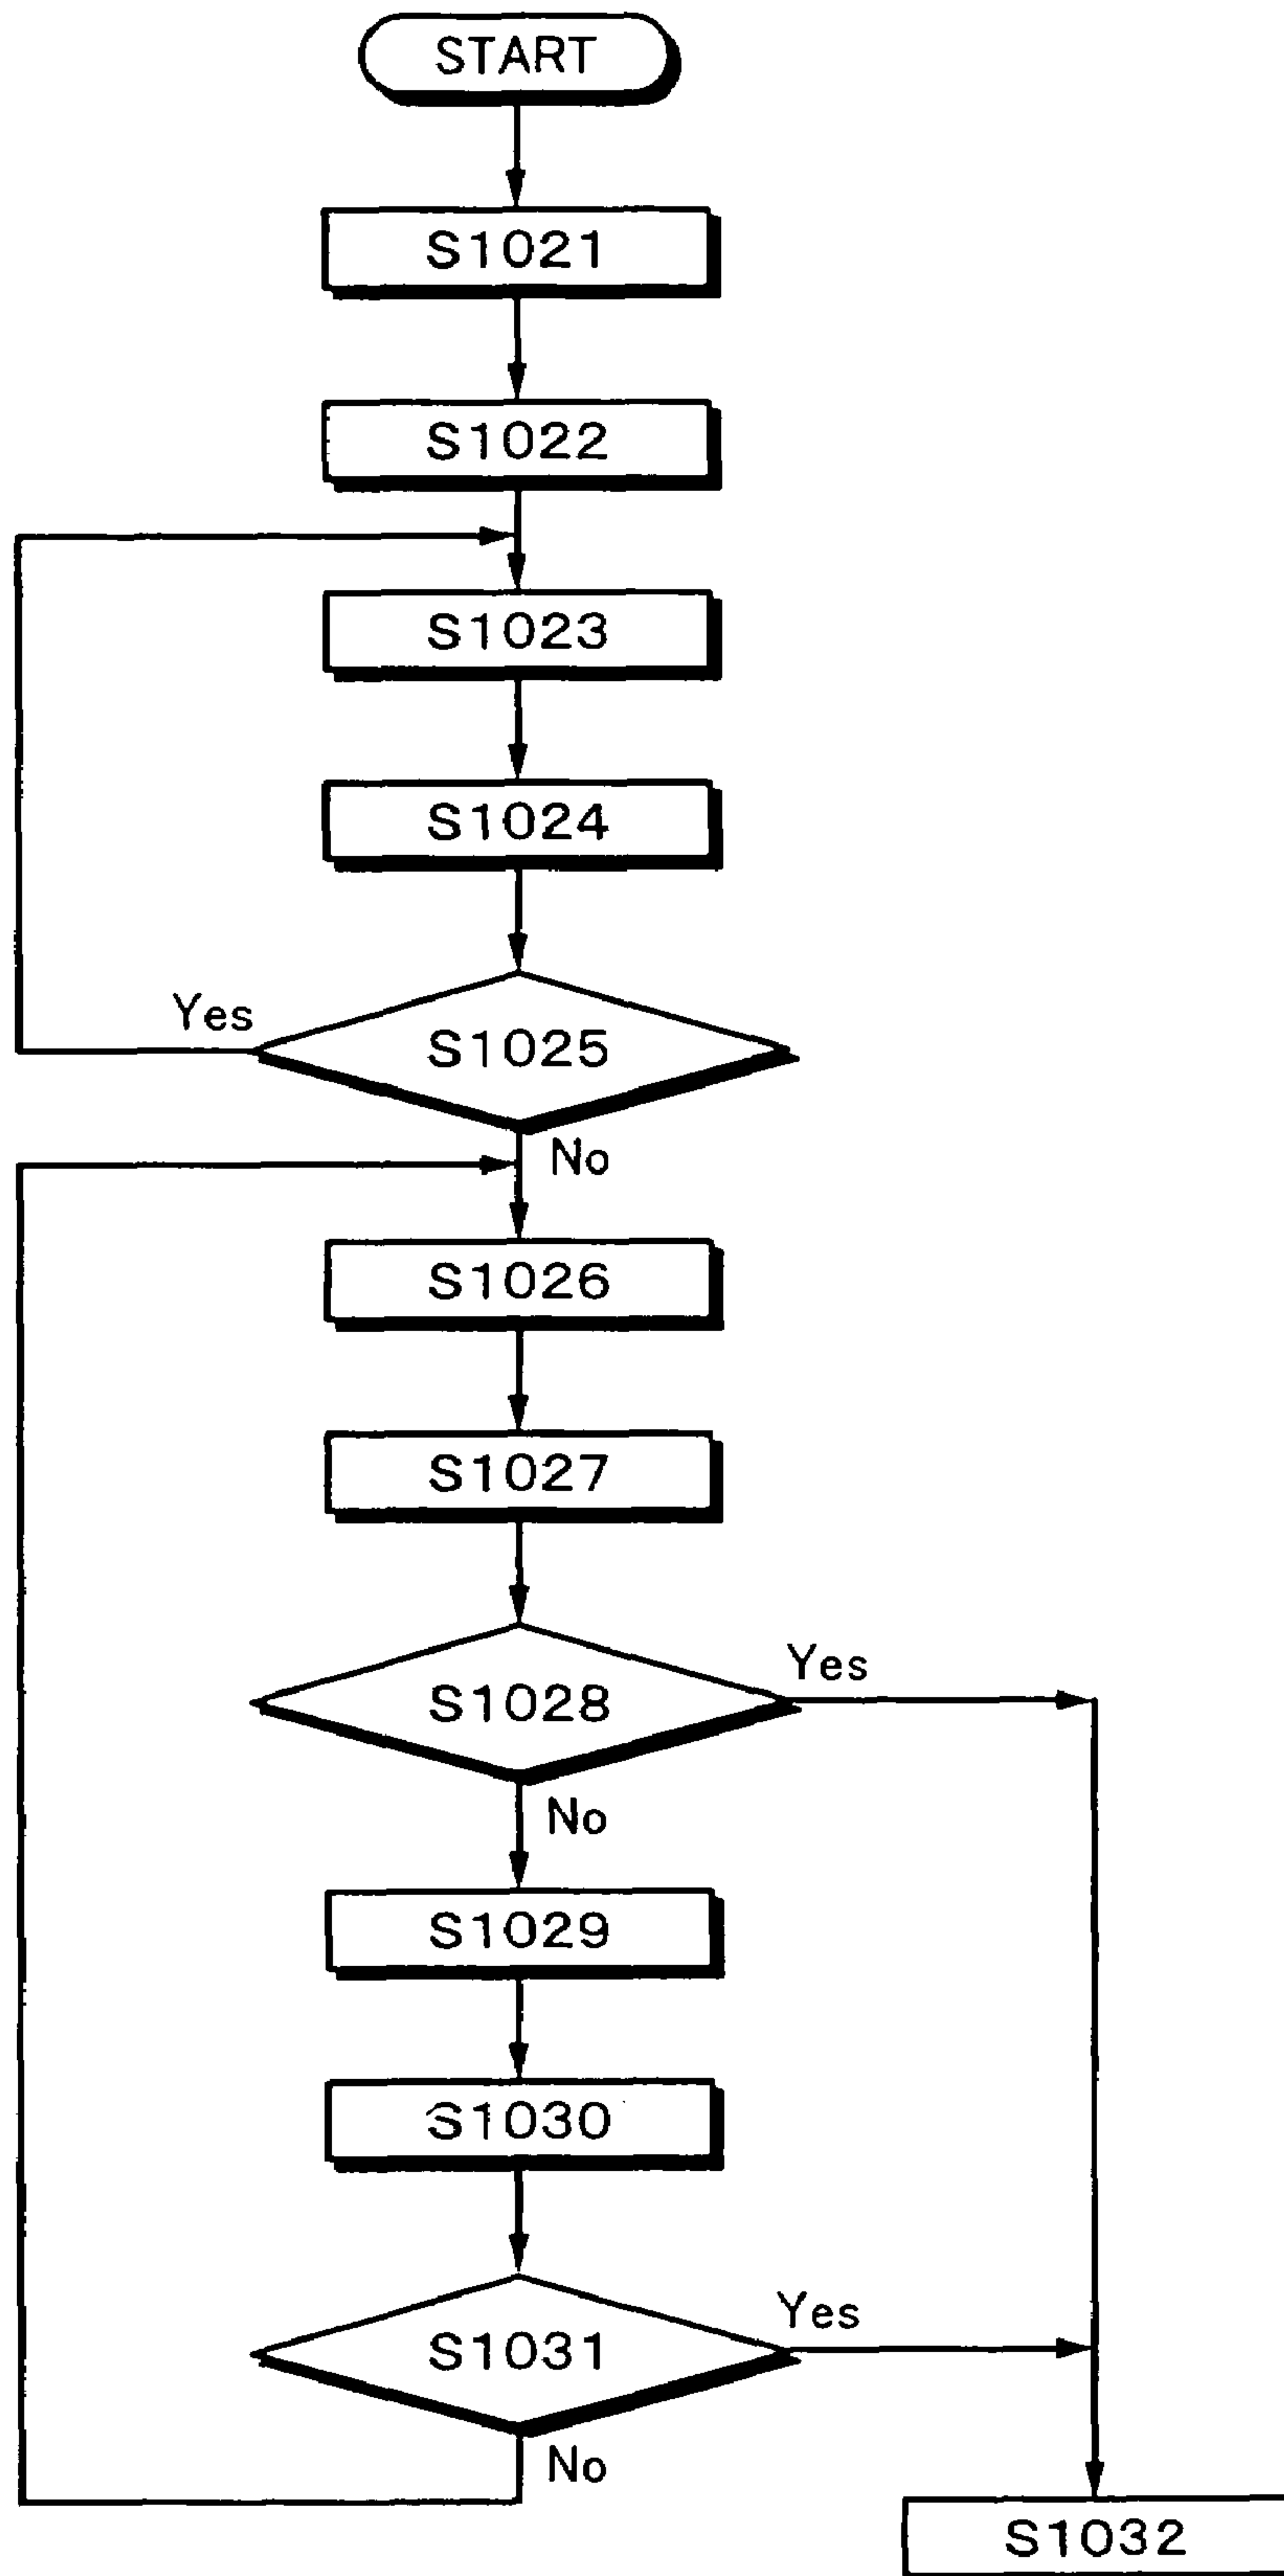 START
S1021
S1022
S1023
S1024
Yes
S1025
No
S1026
S1027
Yes
S1028
No
S1029
S1030
Yes
S1031
No
S1032